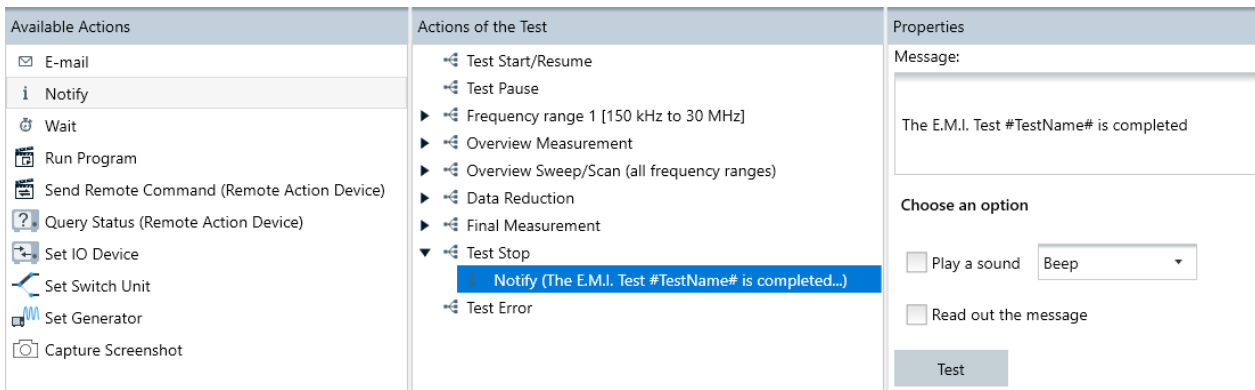 Available Actions
E-mail
Notify
Wait
Run Program
Send Remote Command (Remote Action Device)
Query Status (Remote Action Device)
Set IO Device
Set Switch Unit
Set Generator
Capture Screenshot
Actions of the Test
Test Start/Resume
Test Pause
Frequency range 1 [150 kHz to 30 MHz]
Overview Measurement
Overview Sweep/Scan (all frequency ranges)
Data Reduction
Final Measurement
Test Stop
Notify (The E.M.I. Test #TestName# is completed...)
Test Error
Properties
Message:
The E.M.I. Test #TestName# is completed
Choose an option
Play a sound
Beep
Read out the message
Test